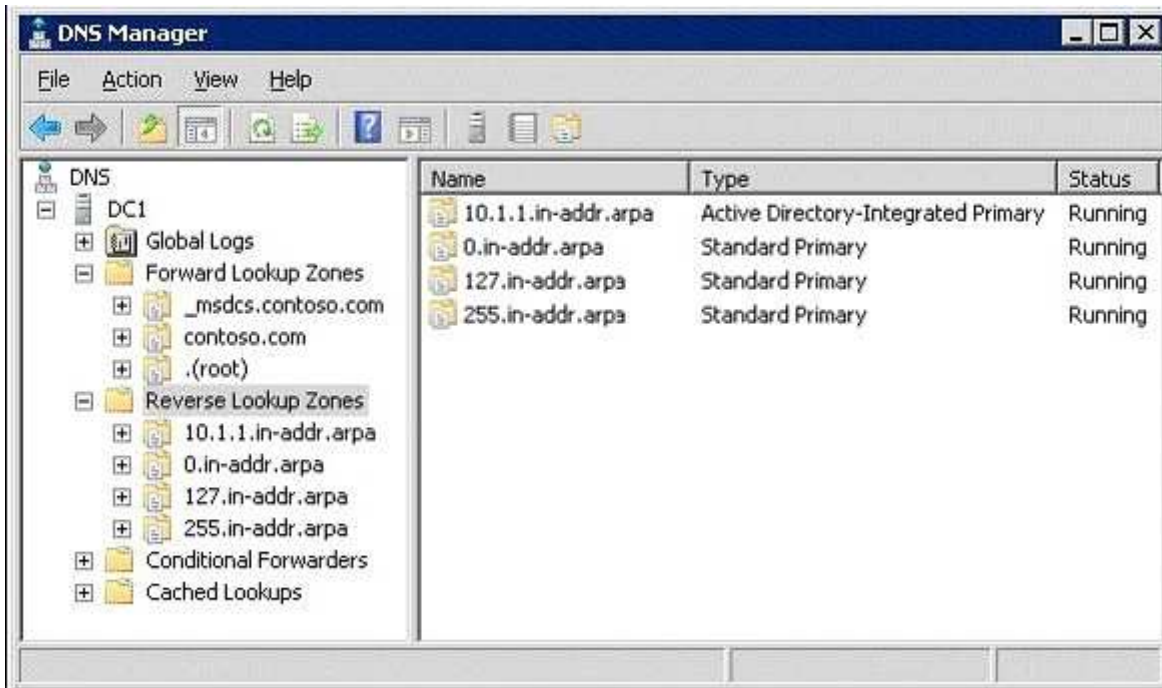 DNS Manager
File Action View Help
DNS
DC1
Global Logs
Forward Lookup Zones
_msdcs.contoso.com
contoso.com
.(root)
Reverse Lookup Zones
10.1.1.in-addr.arpa
0.in-addr.arpa
127.in-addr.arpa
255.in-addr.arpa
Conditional Forwarders
Cached Lookups
Name Type Status
10.1.1.in-addr.arpa Active Directory-Integrated Primary Running
0.in-addr.arpa Standard Primary Running
127.in-addr.arpa Standard Primary Running
255.in-addr.arpa Standard Primary Running